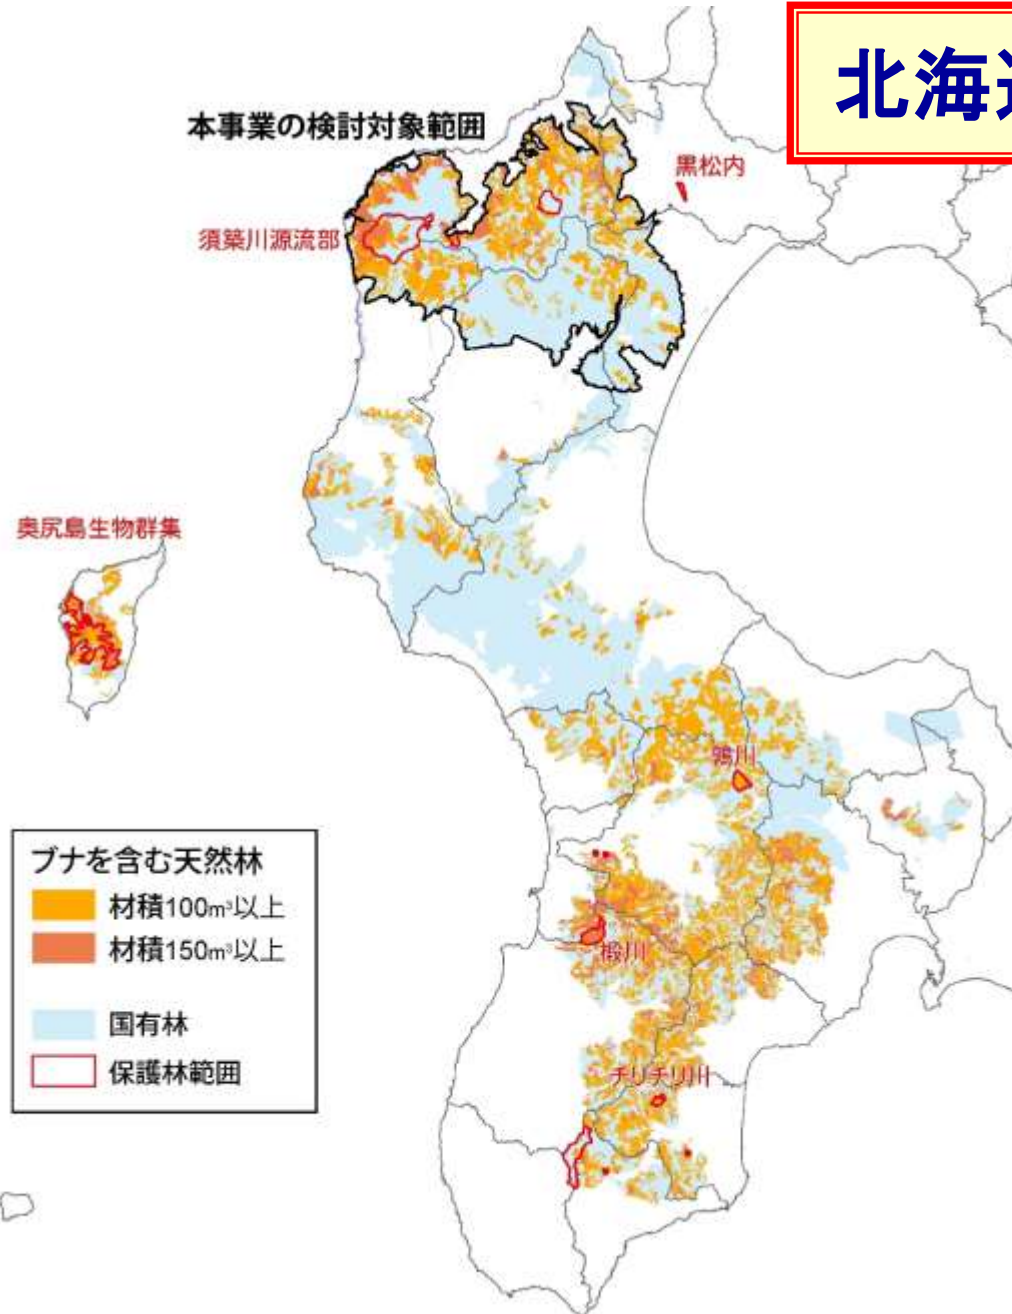 北海道
本事業の検討対象範囲
黒松内
須築川源流部
奥尻島生物群集
鶉川
ブナを含む天然林
材積100m³以上
材積150m³以上
国有林
保護林範囲
椴川
チリチリ川